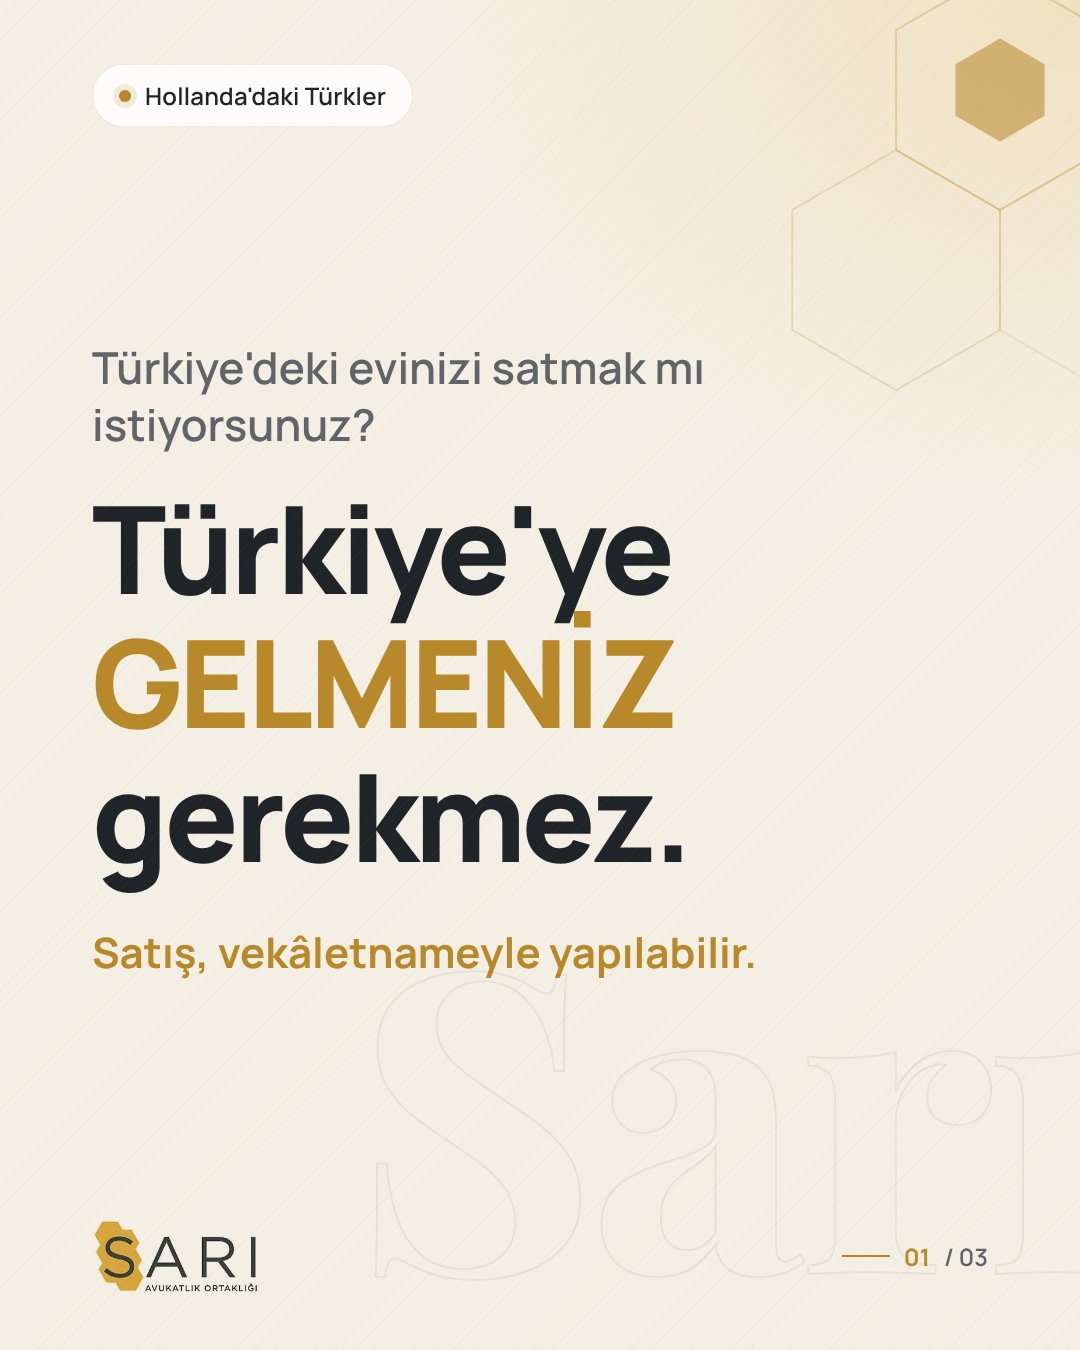 Hollanda'daki Türkler
Türkiye'deki evinizi satmak mı
istiyorsunuz?
Türkiye'ye
GELMENİZ
gerekmez.
Satış, vekâletnameyle yapılabilir.
Sarı
SARI
AVUKATLIK ORTAKLIĞI
01 / 03